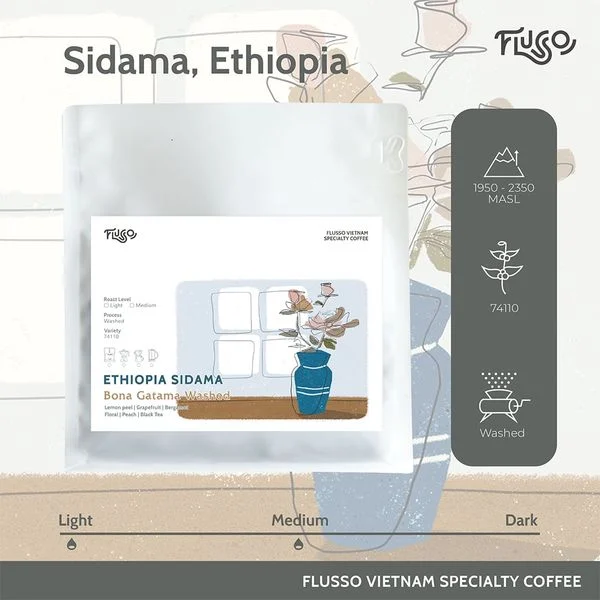 Sidama, Ethiopia
FLUSSO
FLUSSO
FLUSSO VIETNAM
SPECIALTY COFFEE
Roast Level
Light Medium
Process
Washed
Variety
74110
ETHIOPIA SIDAMA
Bona Gatama Washed
Lemon peel | Grapefruit | Bergamot
Floral | Peach | Black Tea
1950 - 2350
MASL
74110
Washed
Light Medium Dark
FLUSSO VIETNAM SPECIALTY COFFEE